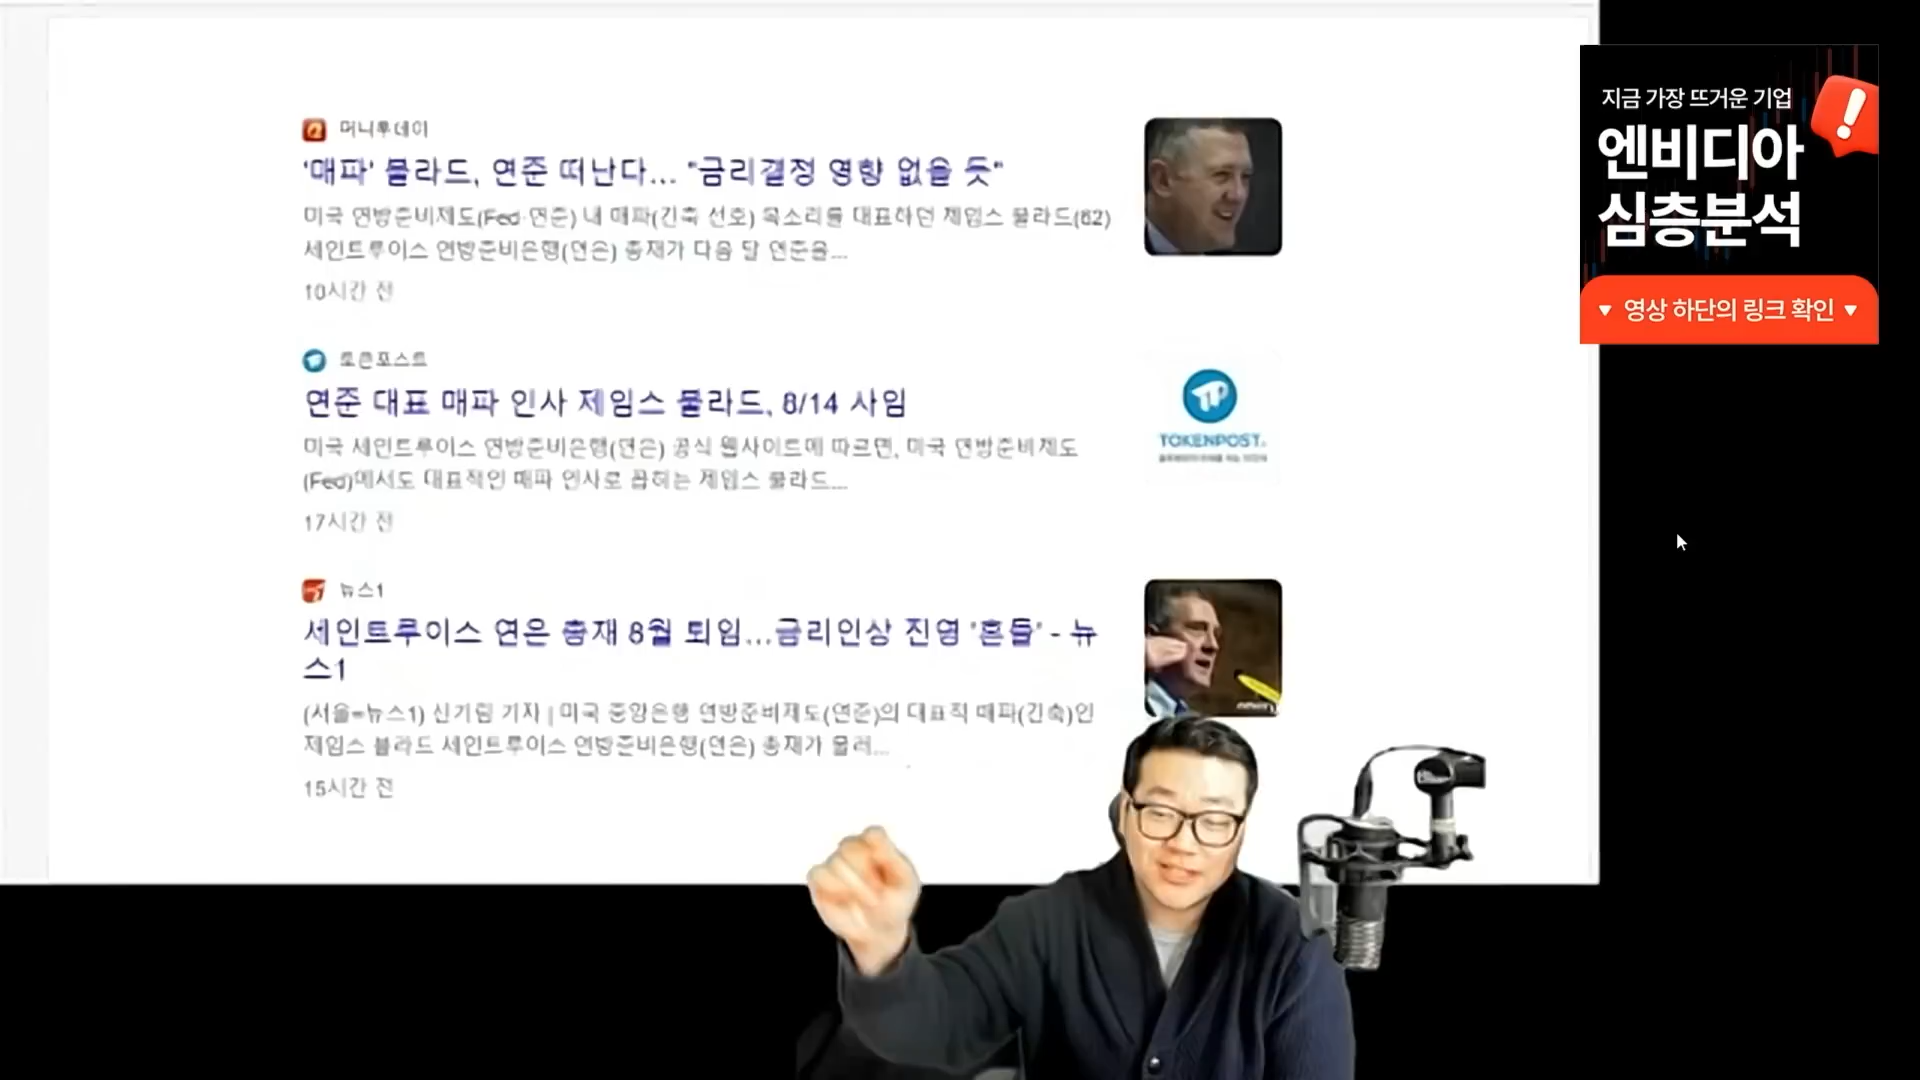 머니투데이
'매파' 불라드, 연준 떠난다... "금리결정 영향 없을 듯"
미국 연방준비제도(Fed·연준) 내 매파(긴축 선호) 목소리를 대표하던 제임스 불라드(62)
세인트루이스 연방준비은행(연은) 총재가 다음 달 연준을...
10시간 전
토큰포스트
연준 대표 매파 인사 제임스 불라드, 8/14 사임
미국 세인트루이스 연방준비은행(연은) 공식 웹사이트에 따르면, 미국 연방준비제도
(Fed)에서도 대표적인 매파 인사로 꼽히는 제임스 불라드...
17시간 전
TOKENPOST
뉴스1
세인트루이스 연은 총재 8월 퇴임...금리인상 진영 '흔들' - 뉴
스1
(서울=뉴스1) 신기림 기자 | 미국 중앙은행 연방준비제도(연준)의 대표적 매파(긴축)인
제임스 불라드 세인트루이스 연방준비은행(연은) 총재가 물러...
15시간 전
지금 가장 뜨거운 기업
엔비디아
심층분석
▼ 영상 하단의 링크 확인 ▼